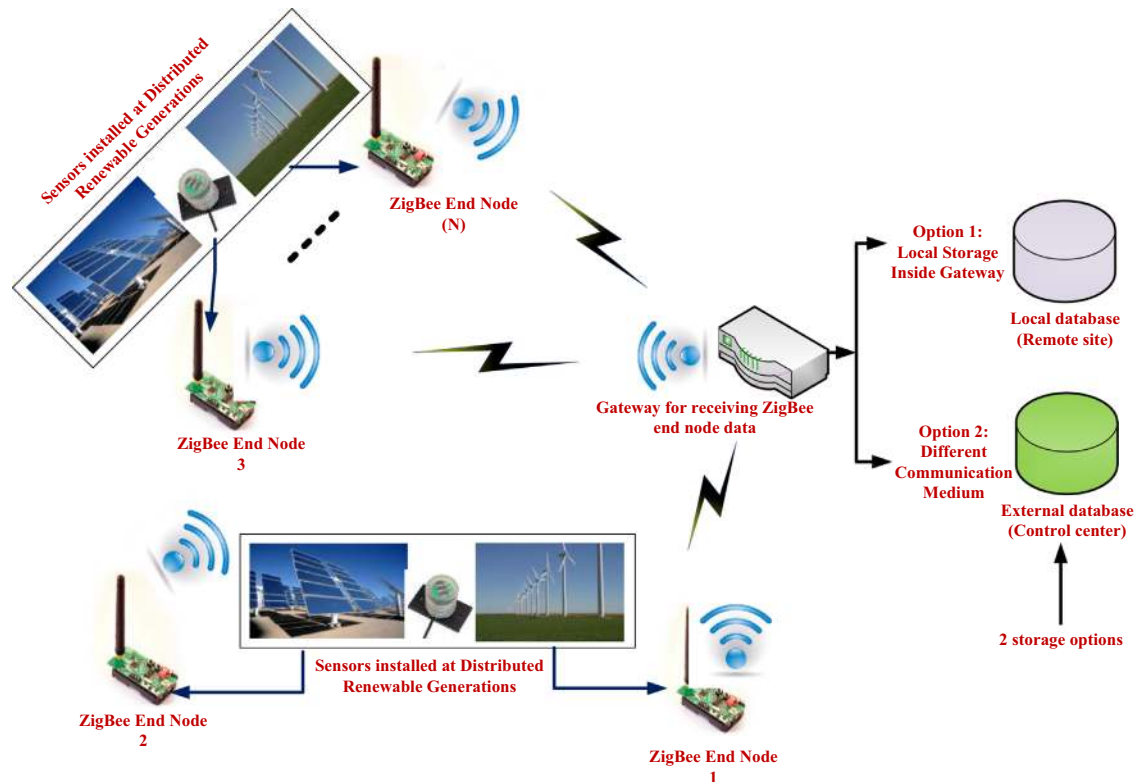 Sensors installed at Distributed
Renewable Generations
ZigBee End Node
(N)
ZigBee End Node
3
Gateway for receiving ZigBee
end node data
Option 1:
Local Storage
Inside Gateway
Local database
(Remote site)
Option 2:
Different
Communication
Medium
External database
(Control center)
2 storage options
Sensors installed at Distributed
Renewable Generations
ZigBee End Node
2
ZigBee End Node
1